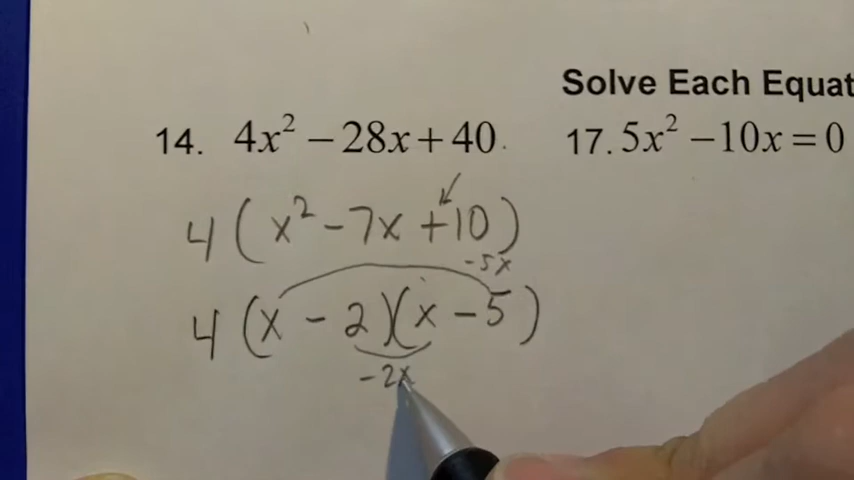 Solve Each Equat
14. 4x² − 28x + 40
17. 5x² − 10x = 0
4(x² − 7x + 10)
-5x
4(x − 2)(x − 5)
-2x